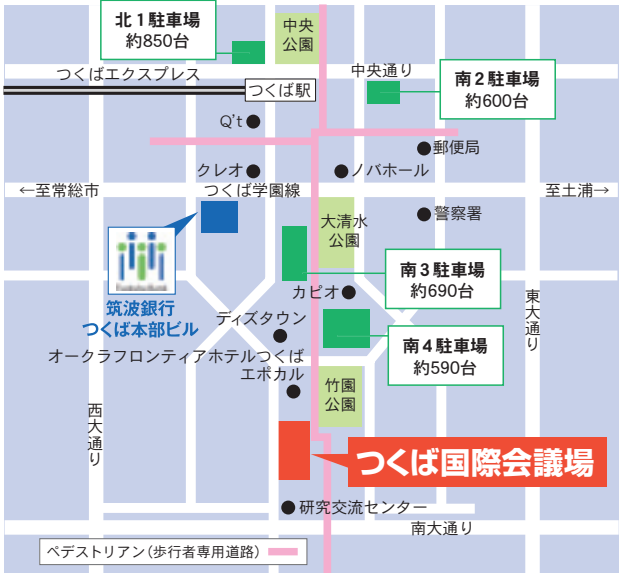 北1駐車場
約850台
中央
公園
つくばエクスプレス
つくば駅
中央通り
南2駐車場
約600台
Q't
郵便局
クレオ
ノバホール
←至常総市
つくば学園線
至土浦→
大清水
公園
警察署
筑波銀行
つくば本部ビル
南3駐車場
約690台
カピオ
東大通り
デイズタウン
南4駐車場
約590台
オークラフロンティアホテルつくば
エポカル
竹園
公園
西大通り
つくば国際会議場
研究交流センター
南大通り
ペデストリアン(歩行者専用道路)